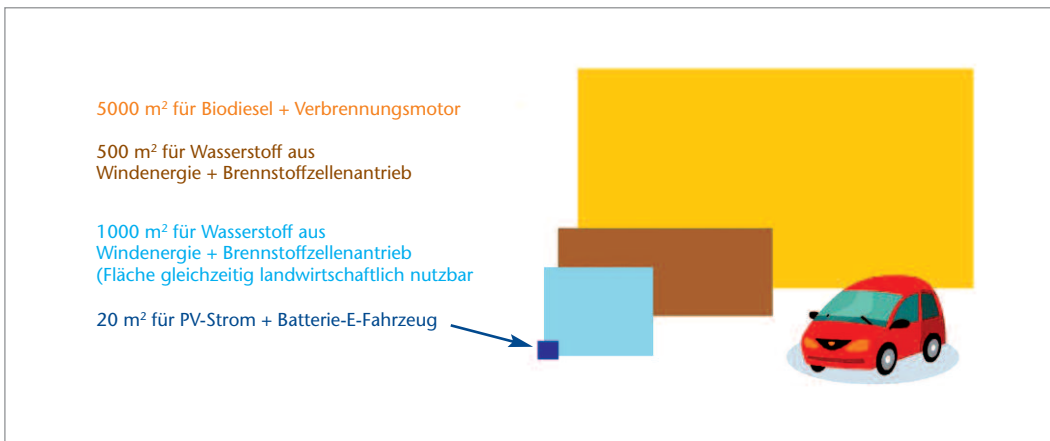 5000 m² für Biodiesel + Verbrennungsmotor
500 m² für Wasserstoff aus
Windenergie + Brennstoffzellenantrieb
1000 m² für Wasserstoff aus
Windenergie + Brennstoffzellenantrieb
(Fläche gleichzeitig landwirtschaftlich nutzbar
20 m² für PV-Strom + Batterie-E-Fahrzeug